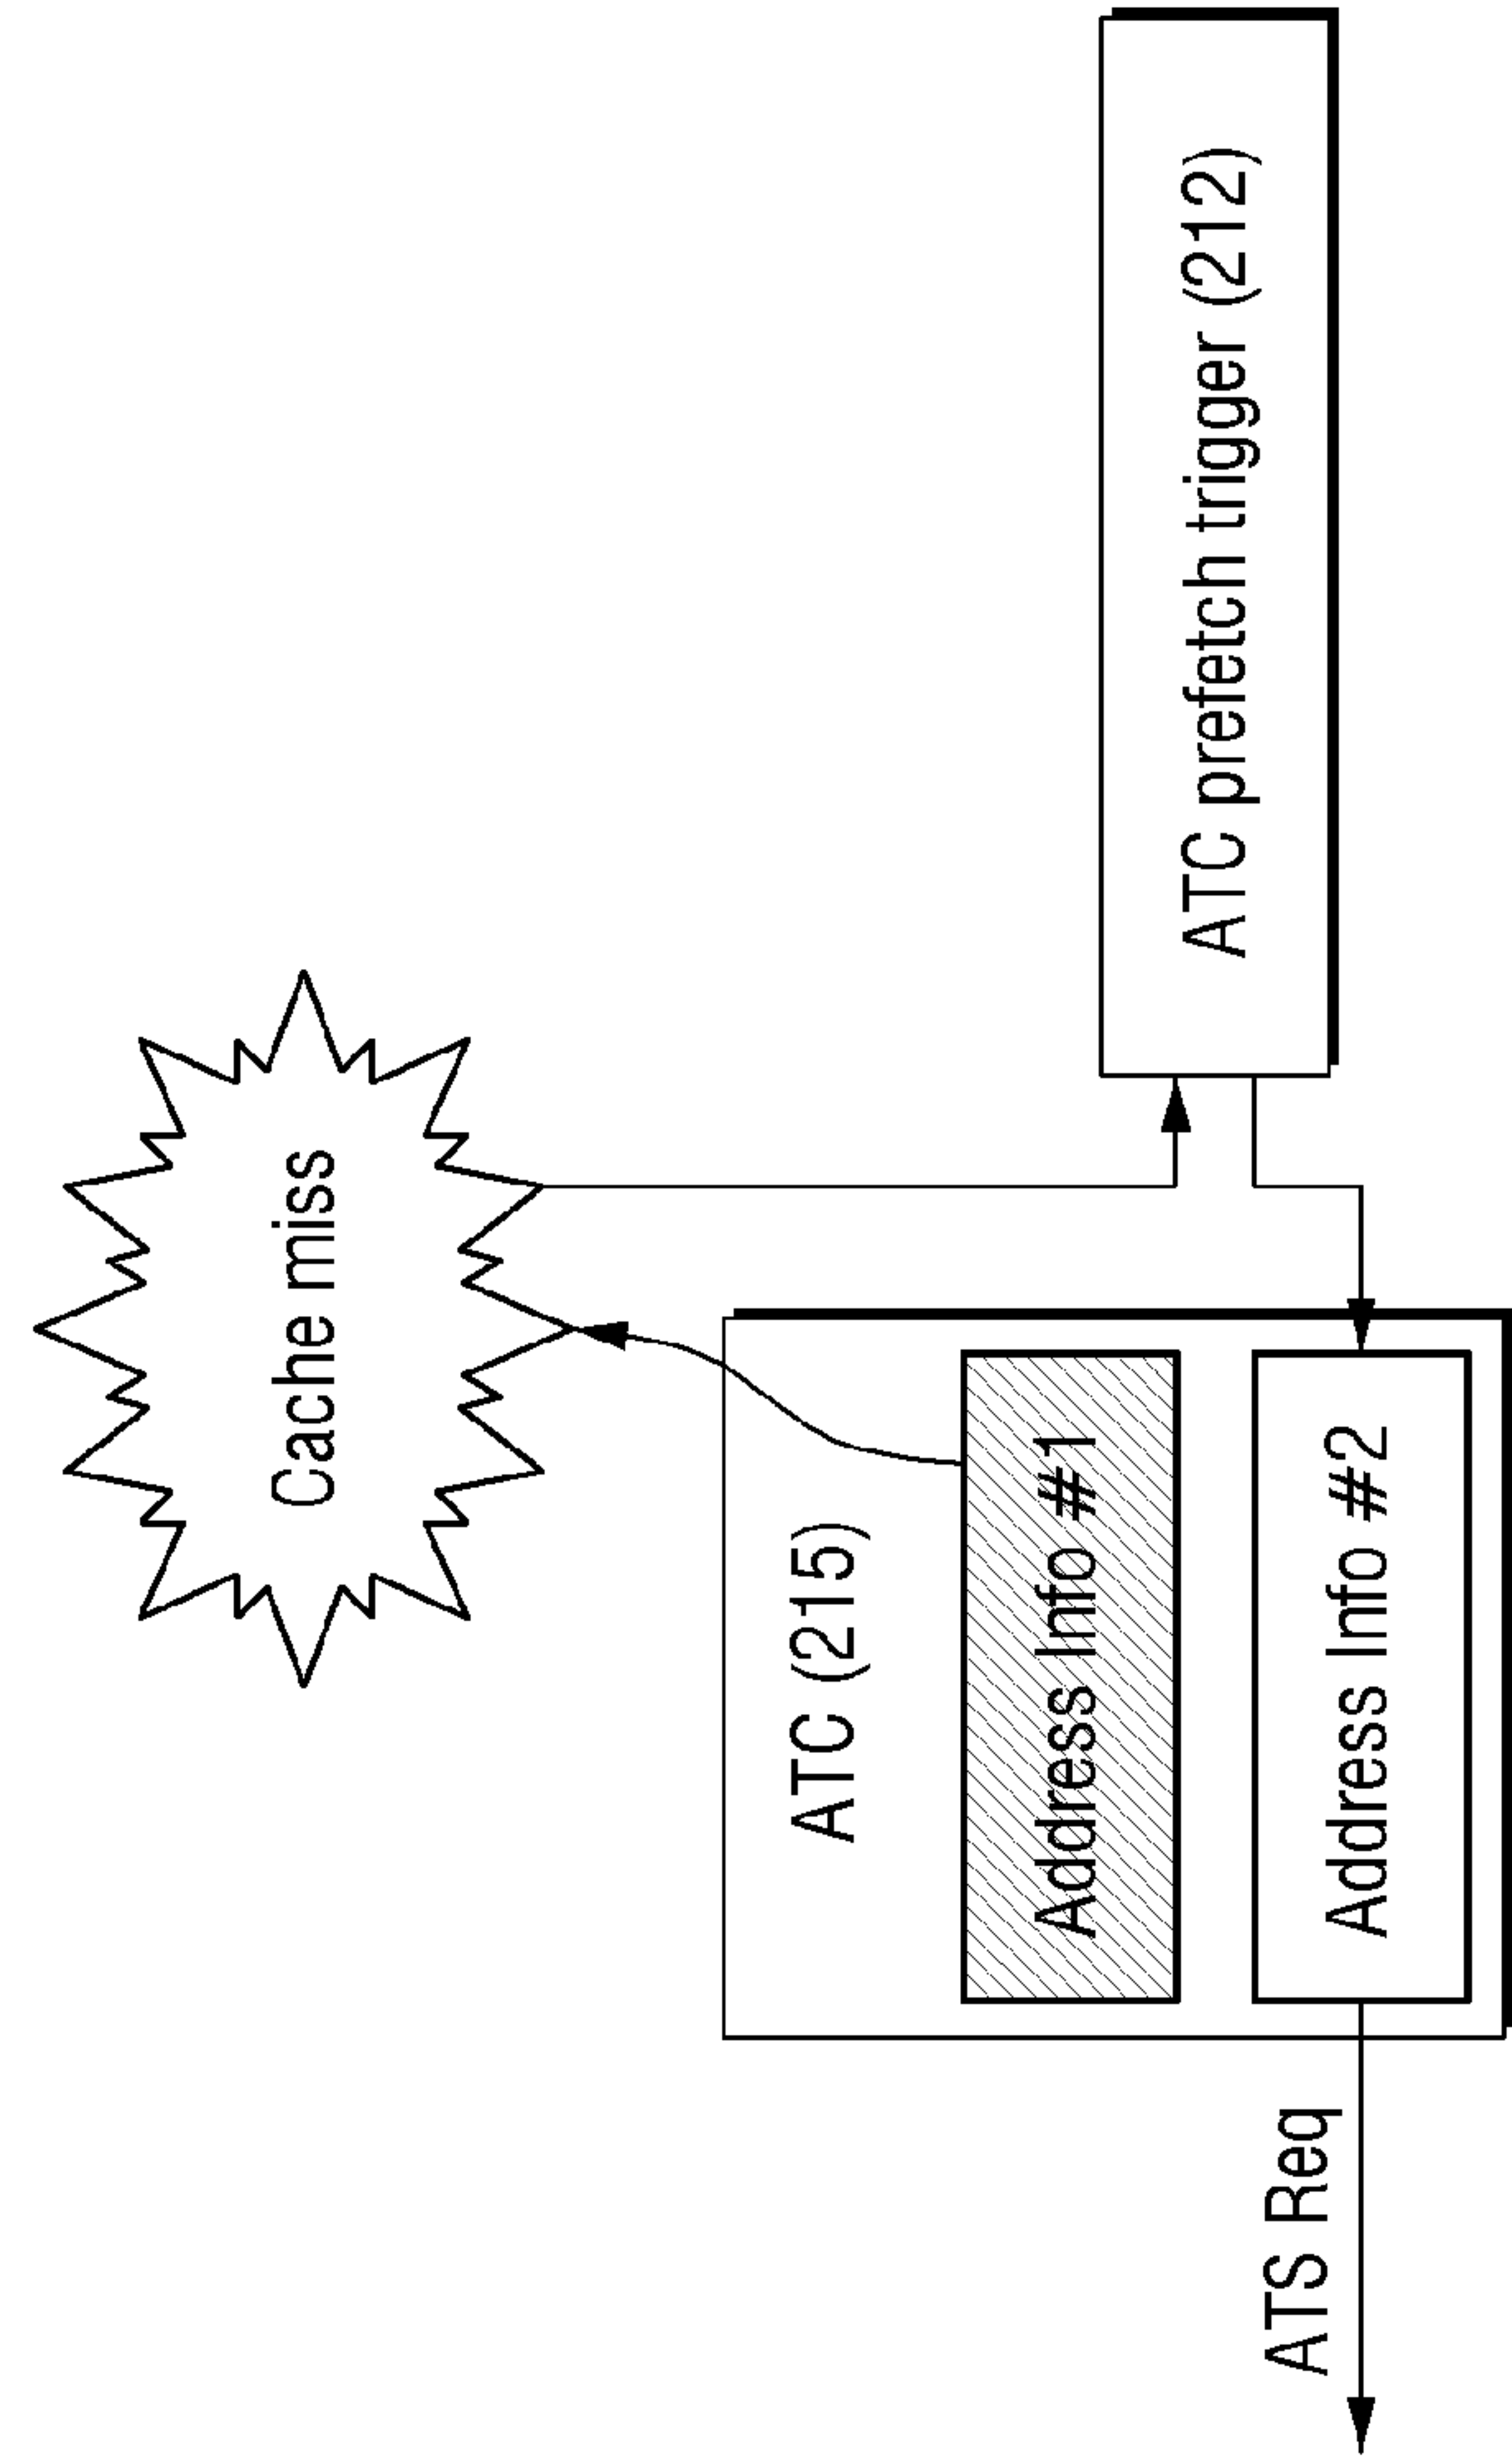 Cache miss
ATC (215)
Address Info #1
ATS Req
Address Info #2
ATC prefetch trigger (212)